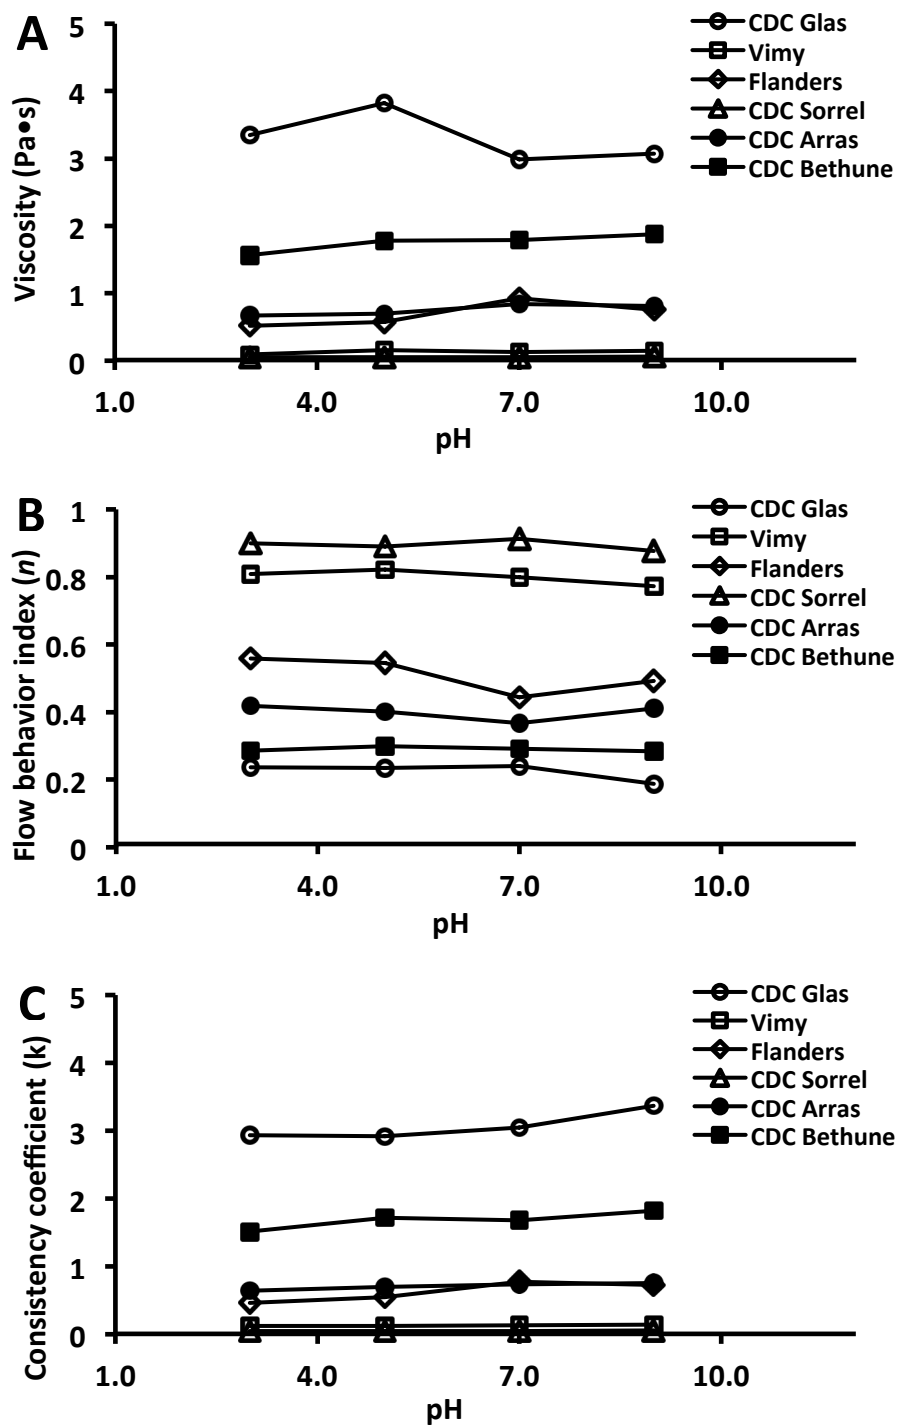 A
Viscosity (Pa•s)
5
4
3
2
1
0
1.0 4.0 7.0 10.0
pH
CDC Glas
Vimy
Flanders
CDC Sorrel
CDC Arras
CDC Bethune
B
Flow behavior index (n)
1
0.8
0.6
0.4
0.2
0
1.0 4.0 7.0 10.0
pH
CDC Glas
Vimy
Flanders
CDC Sorrel
CDC Arras
CDC Bethune
C
Consistency coefficient (k)
5
4
3
2
1
0
1.0 4.0 7.0 10.0
pH
CDC Glas
Vimy
Flanders
CDC Sorrel
CDC Arras
CDC Bethune